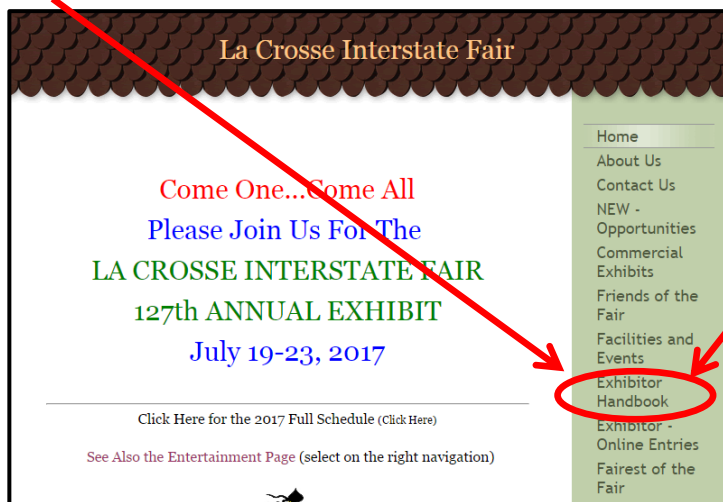 La Crosse Interstate Fair
Come One...Come All
Please Join Us For The
LA CROSSE INTERSTATE FAIR
127th ANNUAL EXHIBIT
July 19-23, 2017
Click Here for the 2017 Full Schedule (Click Here)
See Also the Entertainment Page (select on the right navigation)
Home
About Us
Contact Us
NEW -
Opportunities
Commercial
Exhibits
Friends of the
Fair
Facilities and
Events
Exhibitor
Handbook
Exhibitor -
Online Entries
Fairest of the
Fair